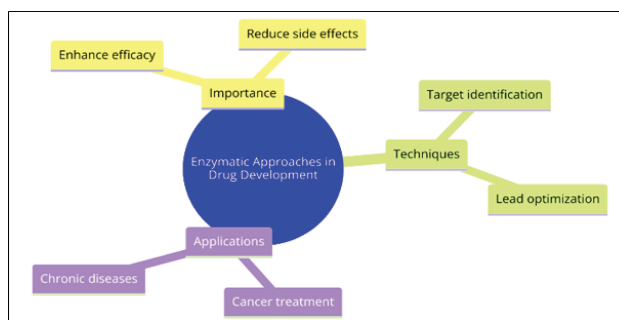 Reduce side effects
Enhance efficacy
Importance
Target identification
Enzymatic Approaches in
Drug Development
Techniques
Lead optimization
Applications
Chronic diseases
Cancer treatment